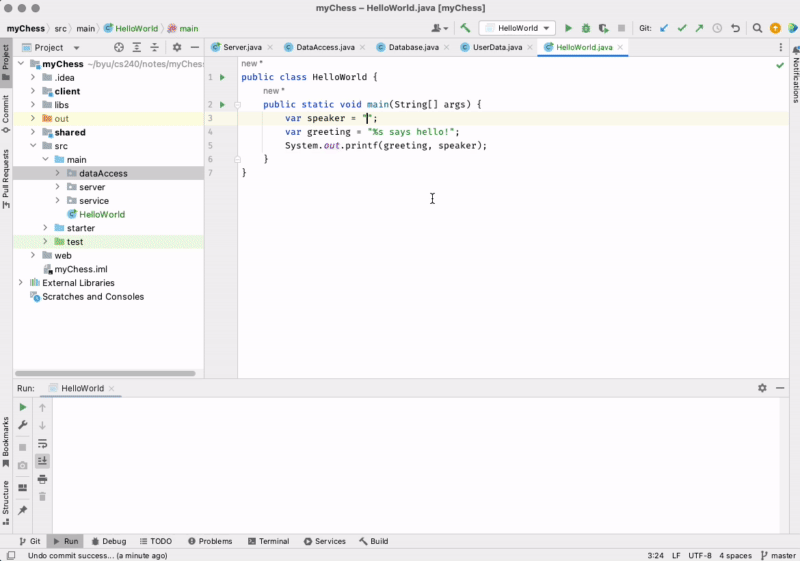 myChess – HelloWorld.java [myChess]
myChess › src › main › HelloWorld › main
HelloWorld
Git:
Project
Server.java
DataAccess.java
Database.java
UserData.java
HelloWorld.java
Project
Commit
Pull Requests
Bookmarks
Structure
Notifications
myChess ~/byu/cs240/notes/myChes
.idea
client
libs
out
shared
src
main
dataAccess
server
service
HelloWorld
starter
test
web
myChess.iml
External Libraries
Scratches and Consoles
new *
1 public class HelloWorld {
new *
2 public static void main(String[] args) {
3 var speaker = "";
4 var greeting = "%s says hello!";
5 System.out.printf(greeting, speaker);
6 }
7 }
Run: HelloWorld
Git Run Debug TODO Problems Terminal Services Build
Undo commit success... (a minute ago) 3:24 LF UTF-8 4 spaces master